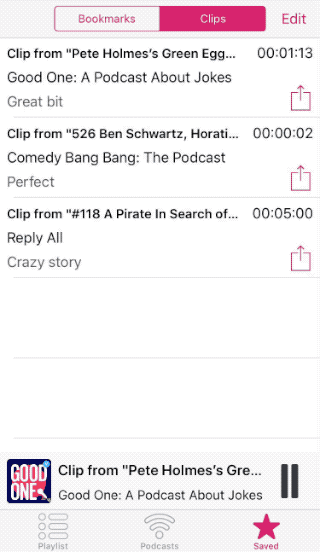 Bookmarks Clips Edit
Clip from "Pete Holmes’s Green Egg... 00:01:13
Good One: A Podcast About Jokes
Great bit
Clip from "526 Ben Schwartz, Horati... 00:00:02
Comedy Bang Bang: The Podcast
Perfect
Clip from "#118 A Pirate In Search of... 00:05:00
Reply All
Crazy story
GOOD
ONE
Clip from "Pete Holmes’s Gre...
Good One: A Podcast About Jokes
Playlist Podcasts Saved